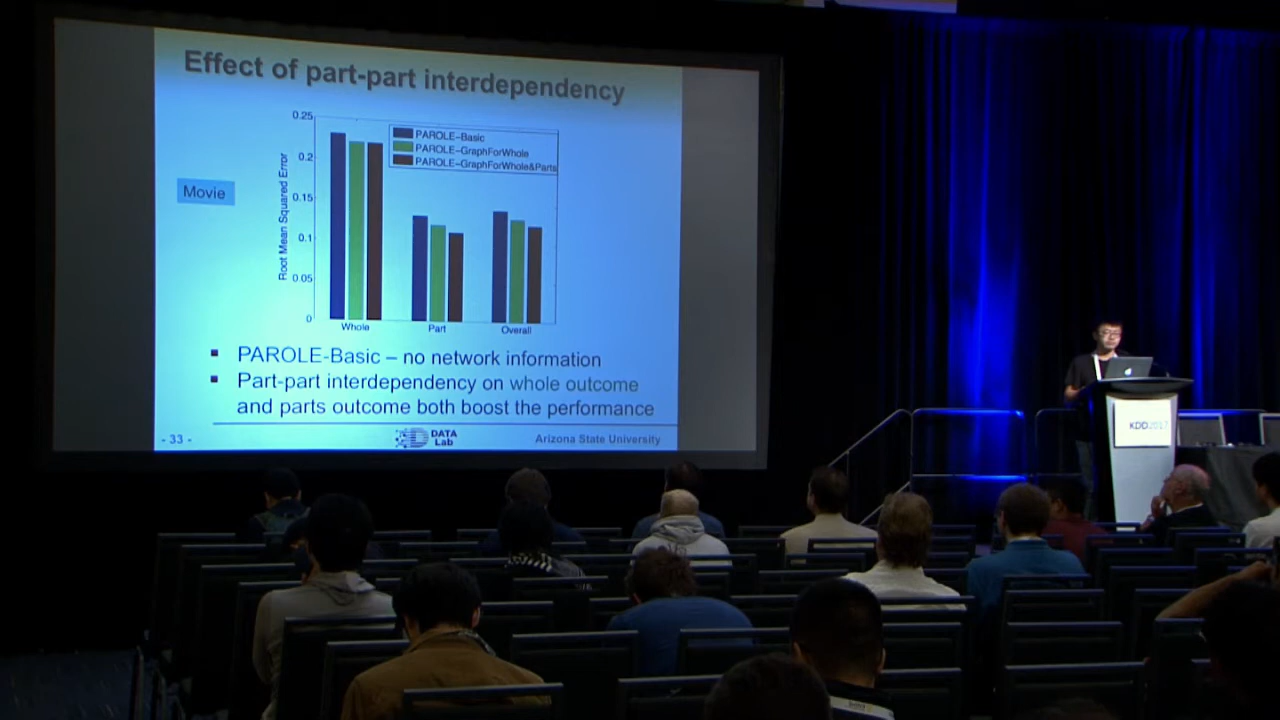 Effect of part-part interdependency
Movie
Root Mean Squared Error
0.25
0.2
0.15
0.1
0.05
0
PAROLE-Basic
PAROLE-GraphForWhole
PAROLE-GraphForWhole&Parts
Whole
Part
Overall
▪ PAROLE-Basic – no network information
▪ Part-part interdependency on whole outcome
and parts outcome both boost the performance
- 33 -
DATA
Lab
Arizona State University
KDD2017